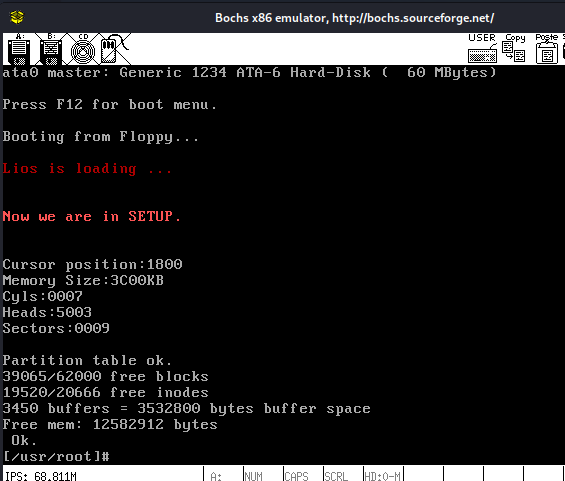 Bochs x86 emulator, http://bochs.sourceforge.net/
A: B: CD USER Copy Paste
ata0 master: Generic 1234 ATA-6 Hard-Disk (  60 MBytes)
Press F12 for boot menu.
Booting from Floppy...
Lios is loading ...
Now we are in SETUP.
Cursor position:1800
Memory Size:3C00KB
Cyls:0007
Heads:5003
Sectors:0009
Partition table ok.
39065/62000 free blocks
19520/20666 free inodes
3450 buffers = 3532800 bytes buffer space
Free mem: 12582912 bytes
Ok.
[/usr/root]#
IPS: 68.811M A: NUM CAPS SCRL HD:0-M